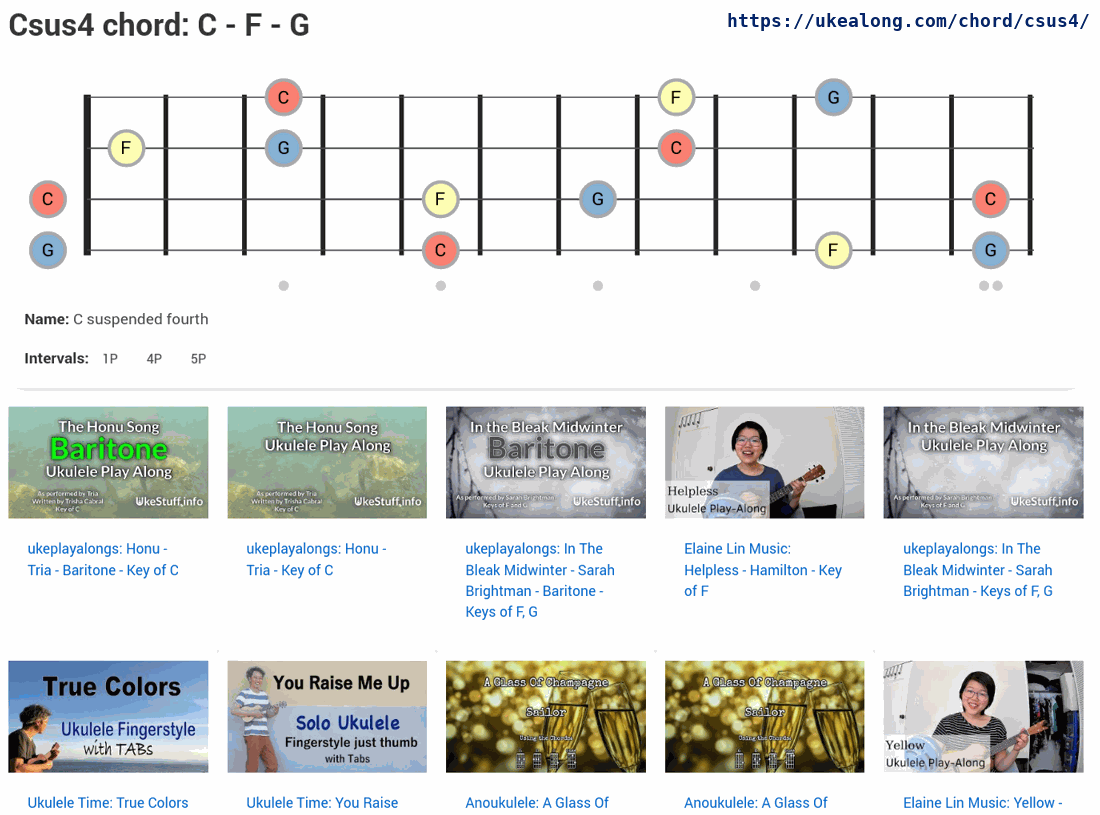 Csus4 chord: C - F - G
https://ukealong.com/chord/csus4/
C F G
F G C
C F G C
G C F G
Name: C suspended fourth
Intervals: 1P 4P 5P
The Honu Song
Baritone
Ukulele Play Along
As performed by Tria
Written by Trisha Cabral
Key of C
UkeStuff.info
The Honu Song
Ukulele Play Along
As performed by Tria
Written by Trisha Cabral
Key of C
UkeStuff.info
In the Bleak Midwinter
Baritone
Ukulele Play Along
As performed by Sarah Brightman
Keys of F and G
UkeStuff.info
Helpless
Ukulele Play-Along
In the Bleak Midwinter
Ukulele Play Along
As performed by Sarah Brightman
Keys of F and G
UkeStuff.info
ukeplayalongs: Honu -
Tria - Baritone - Key of C
ukeplayalongs: Honu -
Tria - Key of C
ukeplayalongs: In The
Bleak Midwinter - Sarah
Brightman - Baritone -
Keys of F, G
Elaine Lin Music:
Helpless - Hamilton - Key
of F
ukeplayalongs: In The
Bleak Midwinter - Sarah
Brightman - Keys of F, G
True Colors
Ukulele Fingerstyle
with TABs
You Raise Me Up
Solo Ukulele
Fingerstyle just thumb
with Tabs
A Glass Of Champagne
Sailor
Using the Chords:
A Glass Of Champagne
Sailor
Using the Chords:
Yellow
Ukulele Play-Along
Ukulele Time: True Colors
Ukulele Time: You Raise
Anoukulele: A Glass Of
Anoukulele: A Glass Of
Elaine Lin Music: Yellow -